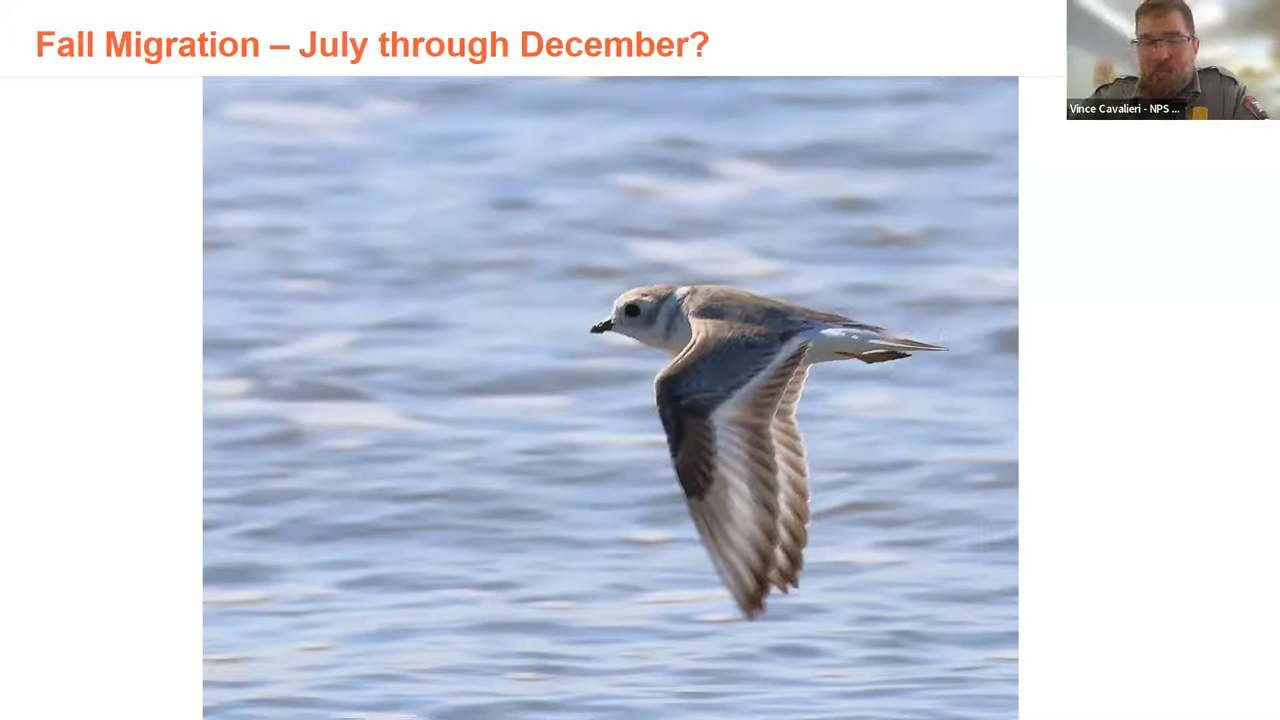 Fall Migration – July through December?
Vince Cavalieri - NPS ...